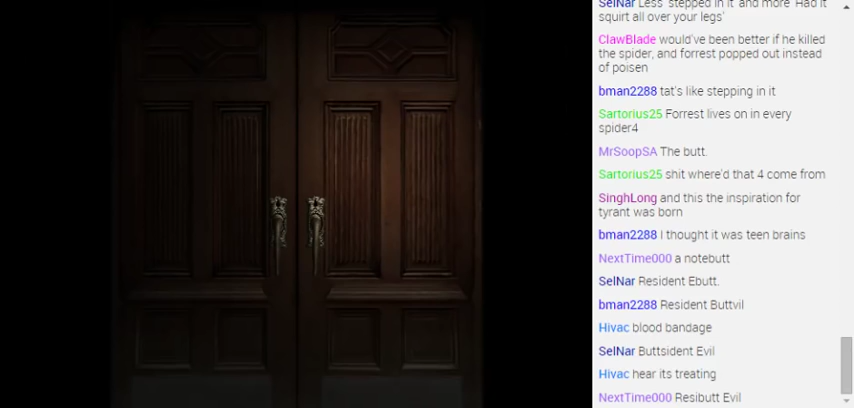 SelNar Less 'stepped in it' and more 'Had it
squirt all over your legs'
ClawBlade would've been better if he killed
the spider, and forrest popped out instead
of poisen
bman2288 tat's like stepping in it
Sartorius25 Forrest lives on in every
spider4
MrSoopSA The butt.
Sartorius25 shit where'd that 4 come from
SinghLong and this the inspiration for
tyrant was born
bman2288 I thought it was teen brains
NextTime000 a notebutt
SelNar Resident Ebutt.
bman2288 Resident Buttvil
Hivac blood bandage
SelNar Buttsident Evil
Hivac hear its treating
NextTime000 Resibutt Evil